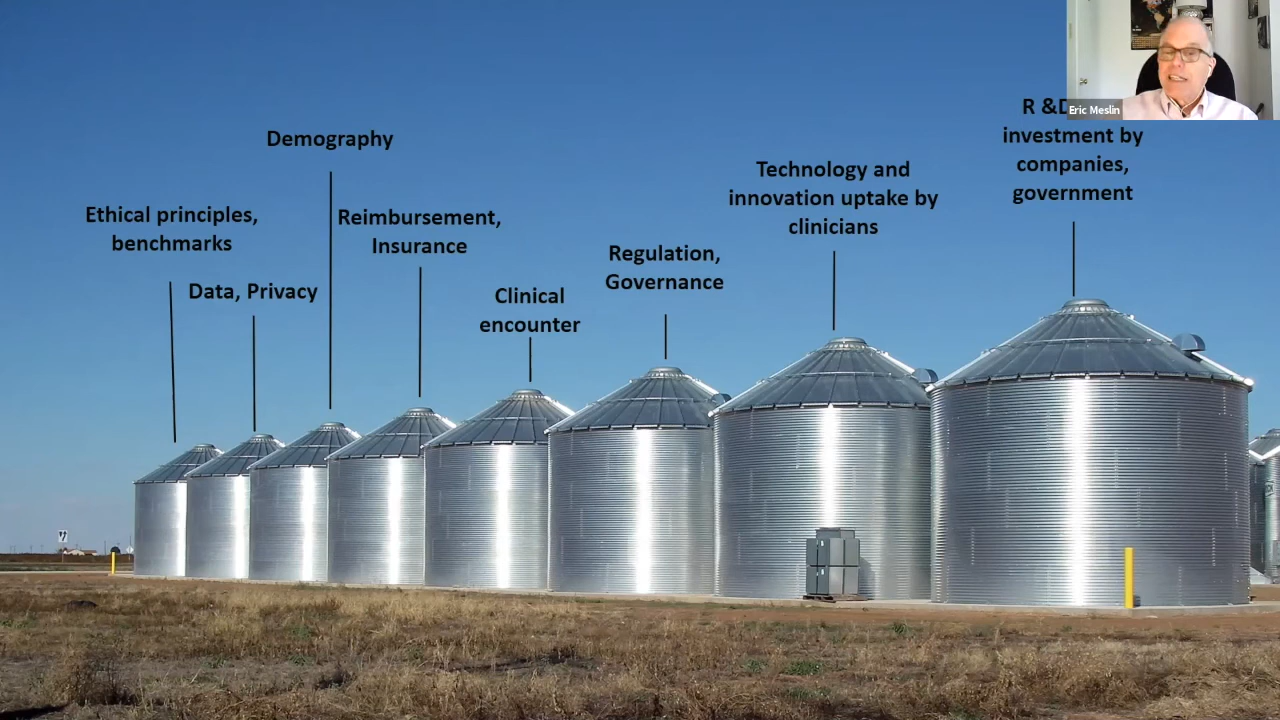 Eric Meslin
Demography
Ethical principles,
benchmarks
Data, Privacy
Reimbursement,
Insurance
Clinical
encounter
Regulation,
Governance
Technology and
innovation uptake by
clinicians
R &D
investment by
companies,
government